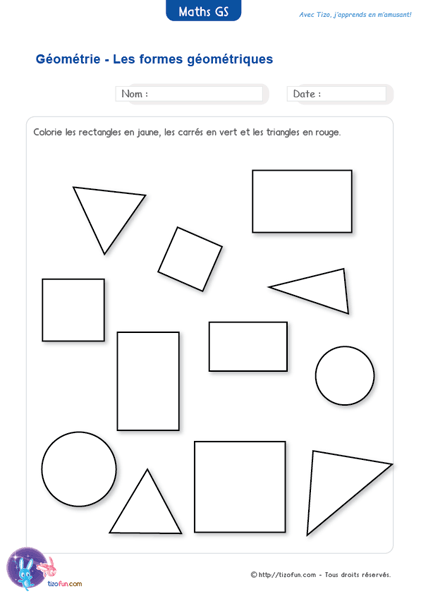 Maths GS
Avec Tizo, j'apprends en m'amusant!
Géométrie - Les formes géométriques
Nom :
Date :
Colorie les rectangles en jaune, les carrés en vert et les triangles en rouge.
tizofun.com
©http://tizofun.com - Tous droits réservés.